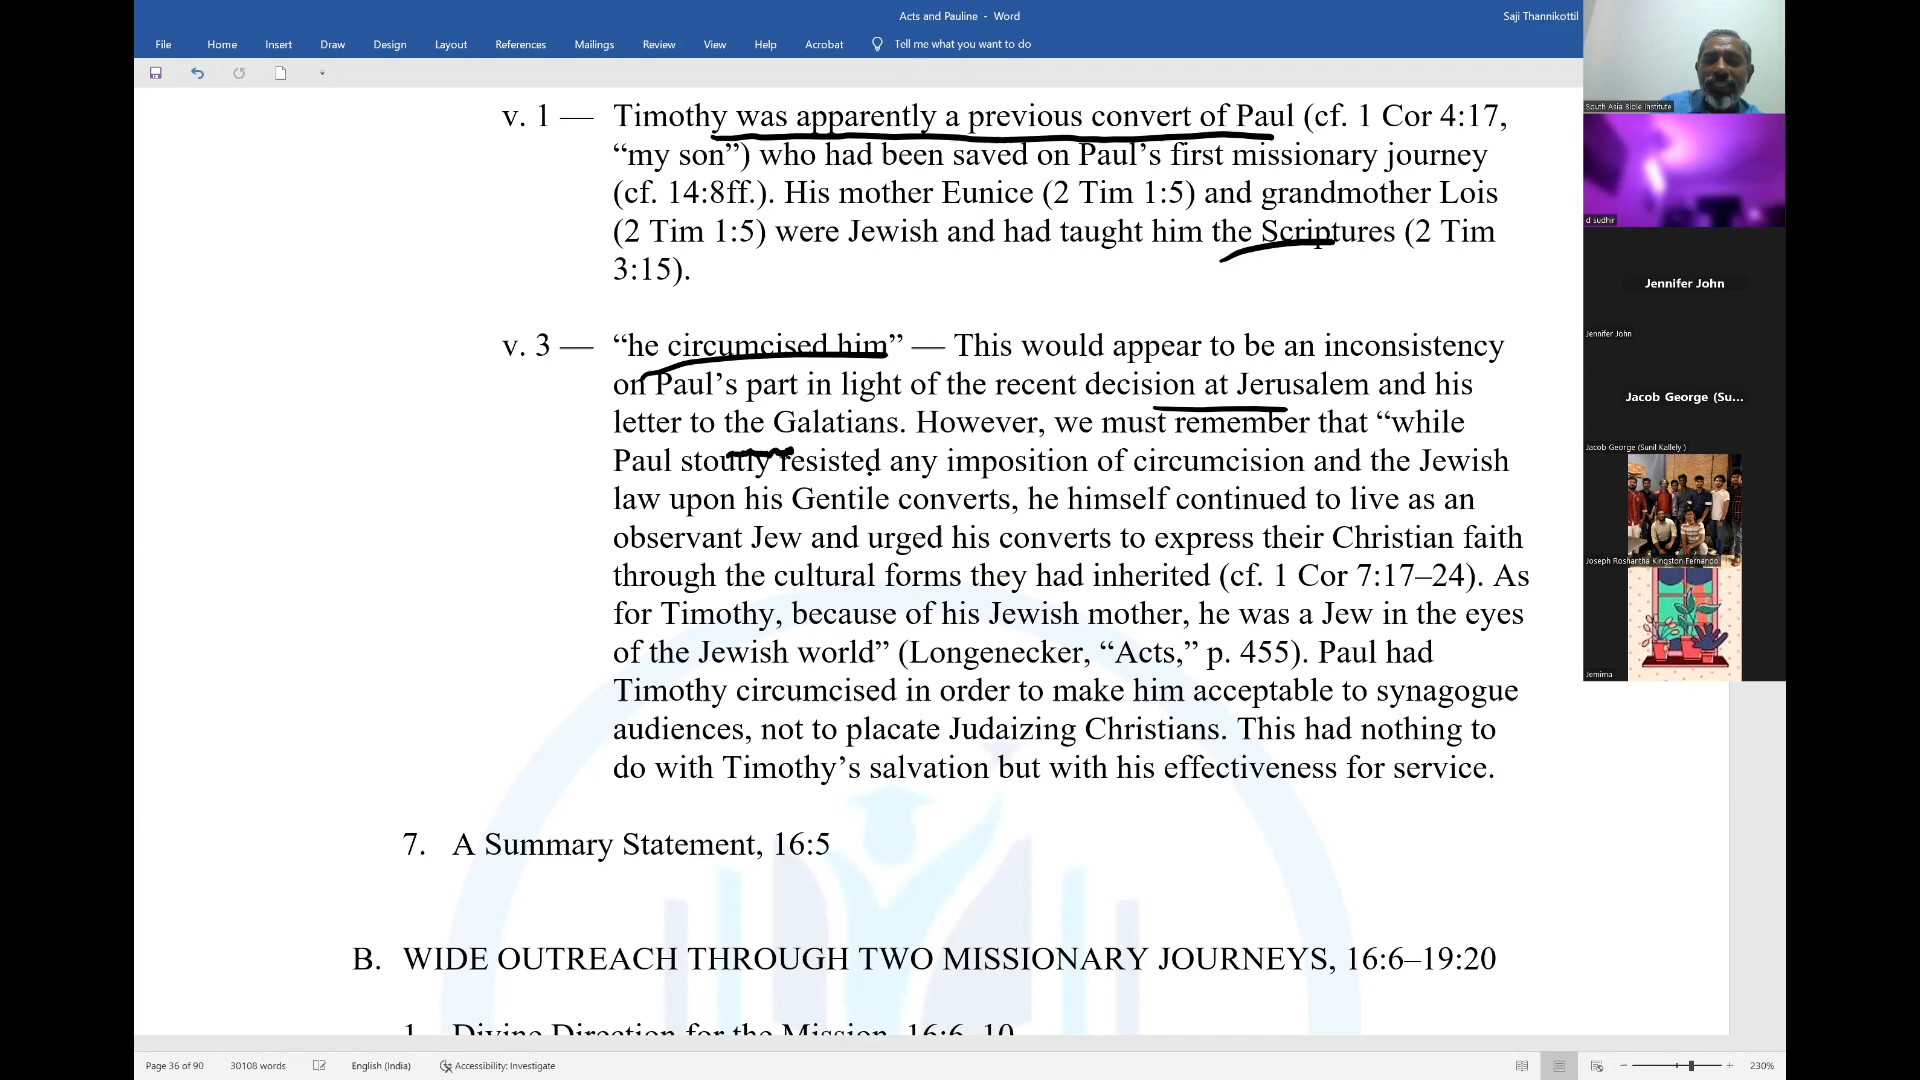 Acts and Pauline - Word
Saji Thannikottil
File Home Insert Draw Design Layout References Mailings Review View Help Acrobat Tell me what you want to do
v. 1 — Timothy was apparently a previous convert of Paul (cf. 1 Cor 4:17,
“my son”) who had been saved on Paul’s first missionary journey
(cf. 14:8ff.). His mother Eunice (2 Tim 1:5) and grandmother Lois
(2 Tim 1:5) were Jewish and had taught him the Scriptures (2 Tim
3:15).
v. 3 — “he circumcised him” — This would appear to be an inconsistency
on Paul’s part in light of the recent decision at Jerusalem and his
letter to the Galatians. However, we must remember that “while
Paul stoutly resisted any imposition of circumcision and the Jewish
law upon his Gentile converts, he himself continued to live as an
observant Jew and urged his converts to express their Christian faith
through the cultural forms they had inherited (cf. 1 Cor 7:17–24). As
for Timothy, because of his Jewish mother, he was a Jew in the eyes
of the Jewish world” (Longenecker, “Acts,” p. 455). Paul had
Timothy circumcised in order to make him acceptable to synagogue
audiences, not to placate Judaizing Christians. This had nothing to
do with Timothy’s salvation but with his effectiveness for service.
7. A Summary Statement, 16:5
B. WIDE OUTREACH THROUGH TWO MISSIONARY JOURNEYS, 16:6–19:20
1. Divine Direction for the Mission, 16:6–10
Page 36 of 90 30108 words English (India) Accessibility: Investigate 230%
South Asia Bible Institute
d sudhir
Jennifer John
Jennifer John
Jacob George (Su...
Jacob George (Sunil Kallely )
Joseph Roshantha Kingston Fernando
Jemima